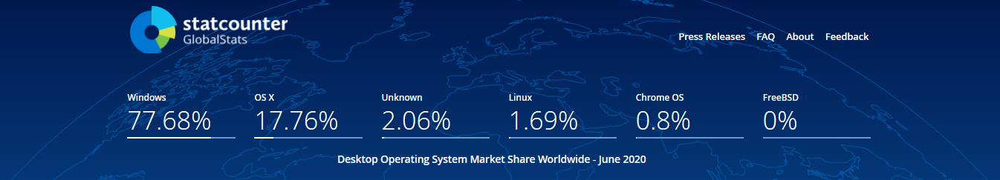 statcounter
GlobalStats
Press Releases FAQ About Feedback
Windows OS X Unknown Linux Chrome OS FreeBSD
77.68% 17.76% 2.06% 1.69% 0.8% 0%
Desktop Operating System Market Share Worldwide - June 2020